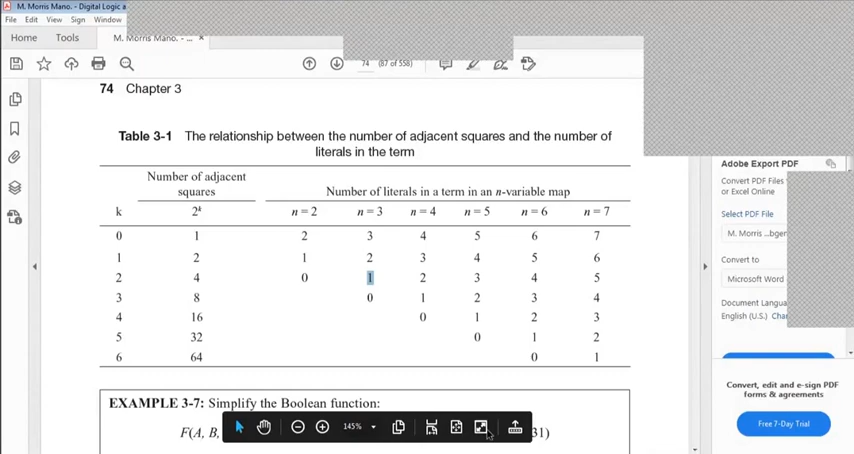 M. Morris Mano. - Digital Logic a
File Edit View Sign Window
Home Tools M. Morris Mano. - ... ×
74 (87 of 558)
74 Chapter 3
Table 3-1 The relationship between the number of adjacent squares and the number of
literals in the term
Number of adjacent
squares Number of literals in a term in an n-variable map
k 2ᵏ n = 2 n = 3 n = 4 n = 5 n = 6 n = 7
0 1 2 3 4 5 6 7
1 2 1 2 3 4 5 6
2 4 0 1 2 3 4 5
3 8 0 1 2 3 4
4 16 0 1 2 3
5 32 0 1 2
6 64 0 1
EXAMPLE 3-7: Simplify the Boolean function:
F(A, B, 31)
145%
Adobe Export PDF
Convert PDF Files
or Excel Online
Select PDF File
M. Morris ...bgen
Convert to
Microsoft Word
Document Langua
English (U.S.) Cha
Convert, edit and e-sign PDF
forms & agreements
Free 7-Day Trial